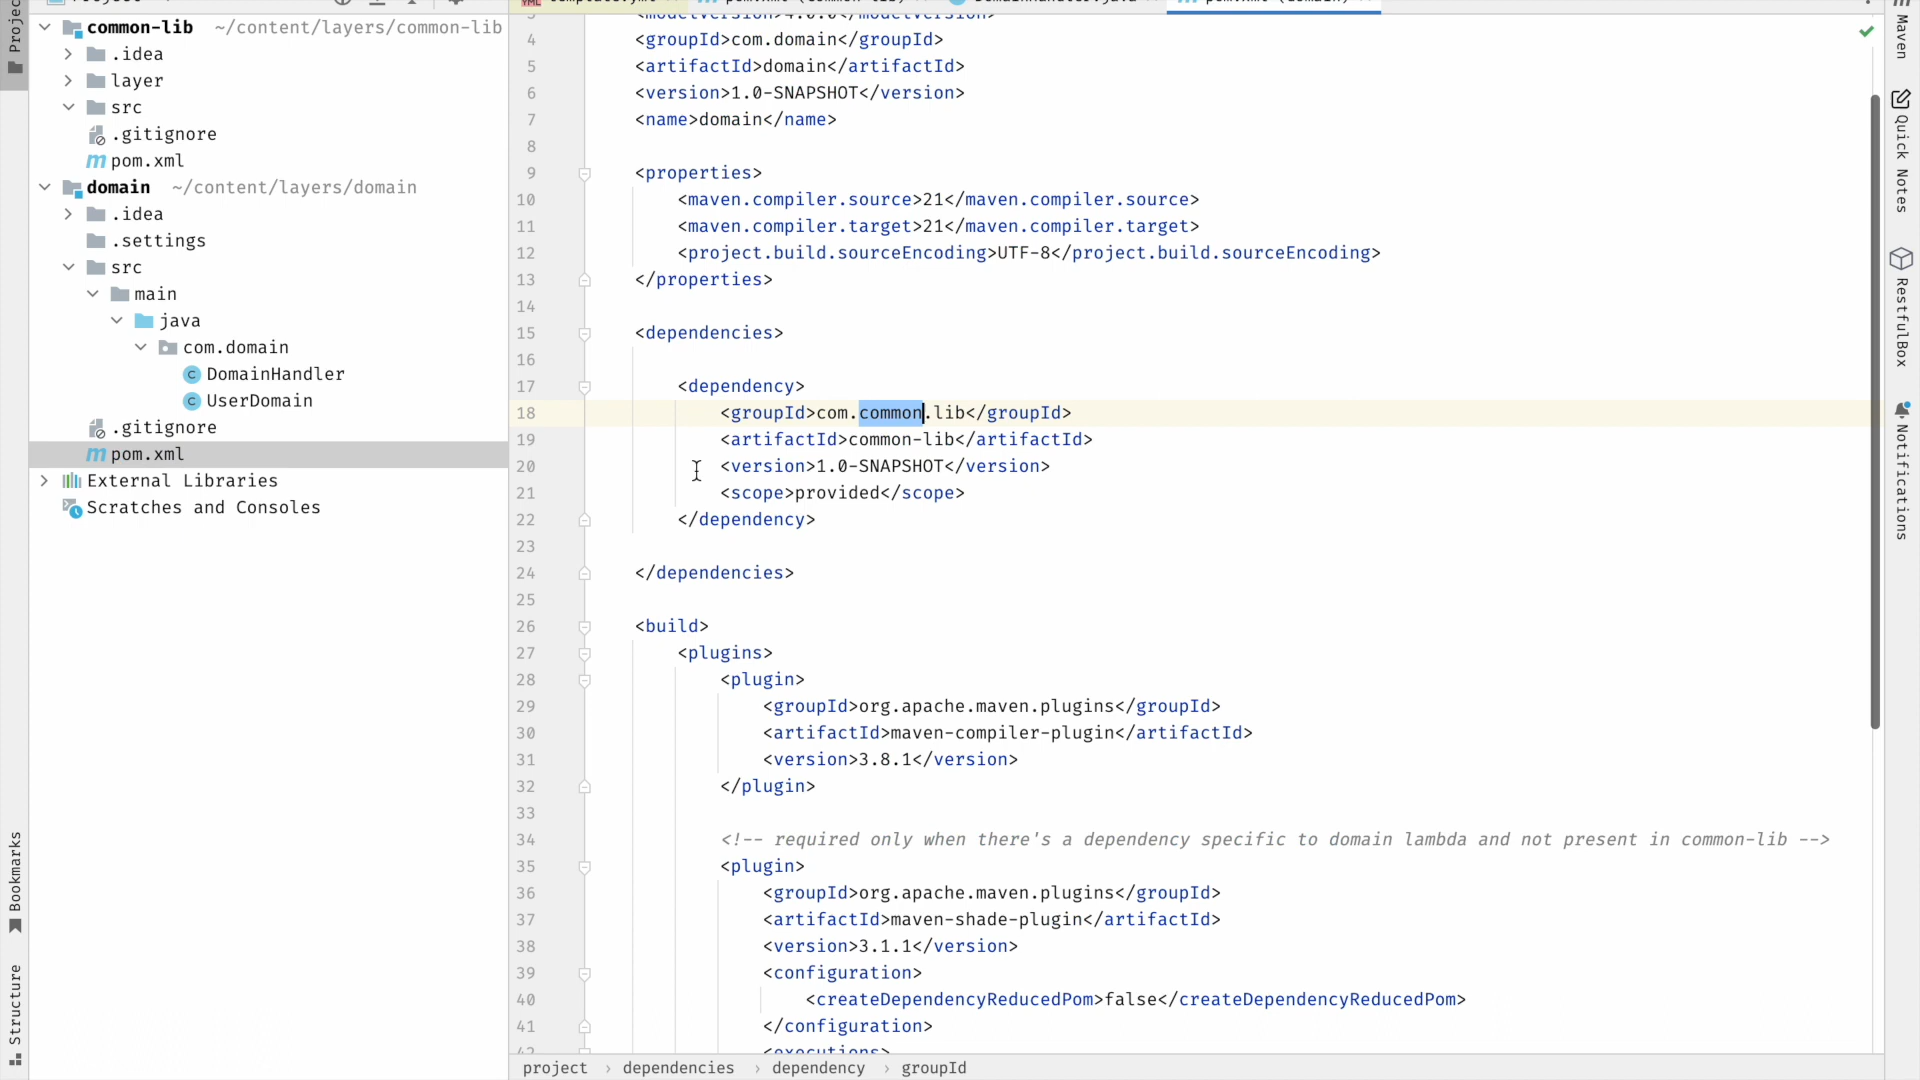 common-lib ~/content/layers/common-lib
.idea
layer
src
.gitignore
pom.xml
domain ~/content/layers/domain
.idea
.settings
src
main
java
com.domain
DomainHandler
UserDomain
.gitignore
pom.xml
External Libraries
Scratches and Consoles
Bookmarks
Structure
4 <groupId>com.domain</groupId>
5 <artifactId>domain</artifactId>
6 <version>1.0-SNAPSHOT</version>
7 <name>domain</name>
8
9 <properties>
10 <maven.compiler.source>21</maven.compiler.source>
11 <maven.compiler.target>21</maven.compiler.target>
12 <project.build.sourceEncoding>UTF-8</project.build.sourceEncoding>
13 </properties>
14
15 <dependencies>
16
17 <dependency>
18 <groupId>com.common.lib</groupId>
19 <artifactId>common-lib</artifactId>
20 <version>1.0-SNAPSHOT</version>
21 <scope>provided</scope>
22 </dependency>
23
24 </dependencies>
25
26 <build>
27 <plugins>
28 <plugin>
29 <groupId>org.apache.maven.plugins</groupId>
30 <artifactId>maven-compiler-plugin</artifactId>
31 <version>3.8.1</version>
32 </plugin>
33
34 <!-- required only when there's a dependency specific to domain lambda and not present in common-lib -->
35 <plugin>
36 <groupId>org.apache.maven.plugins</groupId>
37 <artifactId>maven-shade-plugin</artifactId>
38 <version>3.1.1</version>
39 <configuration>
40 <createDependencyReducedPom>false</createDependencyReducedPom>
41 </configuration>
42 <executions>
project › dependencies › dependency › groupId
Maven
Quick Notes
RestfulBox
Notifications